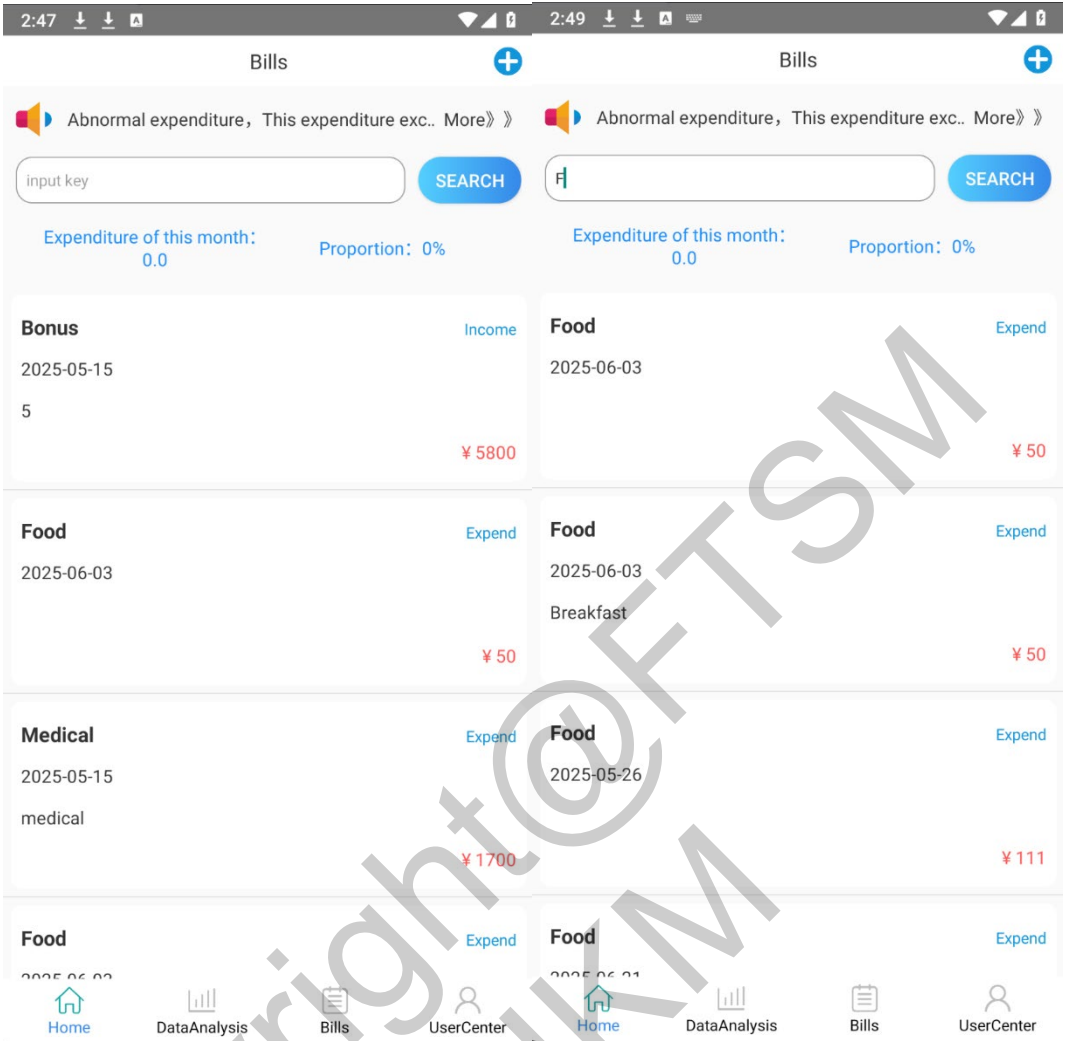 2:47
Bills
Abnormal expenditure，This expenditure exc.. More》》
input key
SEARCH
Expenditure of this month：
0.0
Proportion：0%
Bonus
Income
2025-05-15
5
¥ 5800
Food
Expend
2025-06-03
¥ 50
Medical
Expend
2025-05-15
medical
¥ 1700
Food
Expend
Home
DataAnalysis
Bills
UserCenter
2:49
Bills
Abnormal expenditure，This expenditure exc.. More》》
F
SEARCH
Expenditure of this month：
0.0
Proportion：0%
Food
Expend
2025-06-03
¥ 50
Food
Expend
2025-06-03
Breakfast
¥ 50
Food
Expend
2025-05-26
¥ 111
Food
Expend
Home
DataAnalysis
Bills
UserCenter
right@FTSM
KM